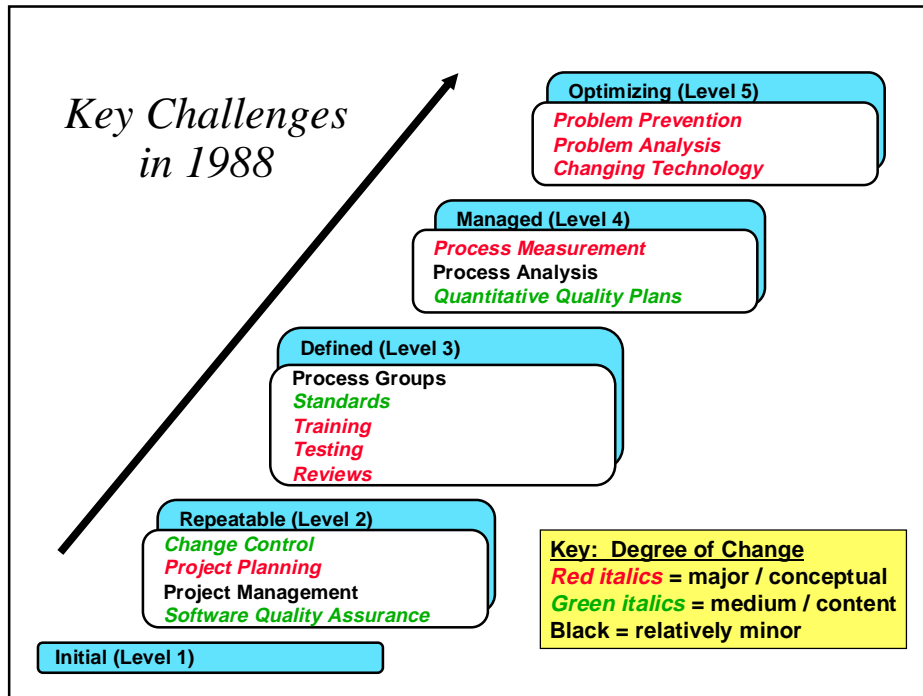 Key Challenges
in 1988
Optimizing (Level 5)
Problem Prevention
Problem Analysis
Changing Technology
Managed (Level 4)
Process Measurement
Process Analysis
Quantitative Quality Plans
Defined (Level 3)
Process Groups
Standards
Training
Testing
Reviews
Repeatable (Level 2)
Change Control
Project Planning
Project Management
Software Quality Assurance
Initial (Level 1)
Key: Degree of Change
Red italics = major / conceptual
Green italics = medium / content
Black = relatively minor